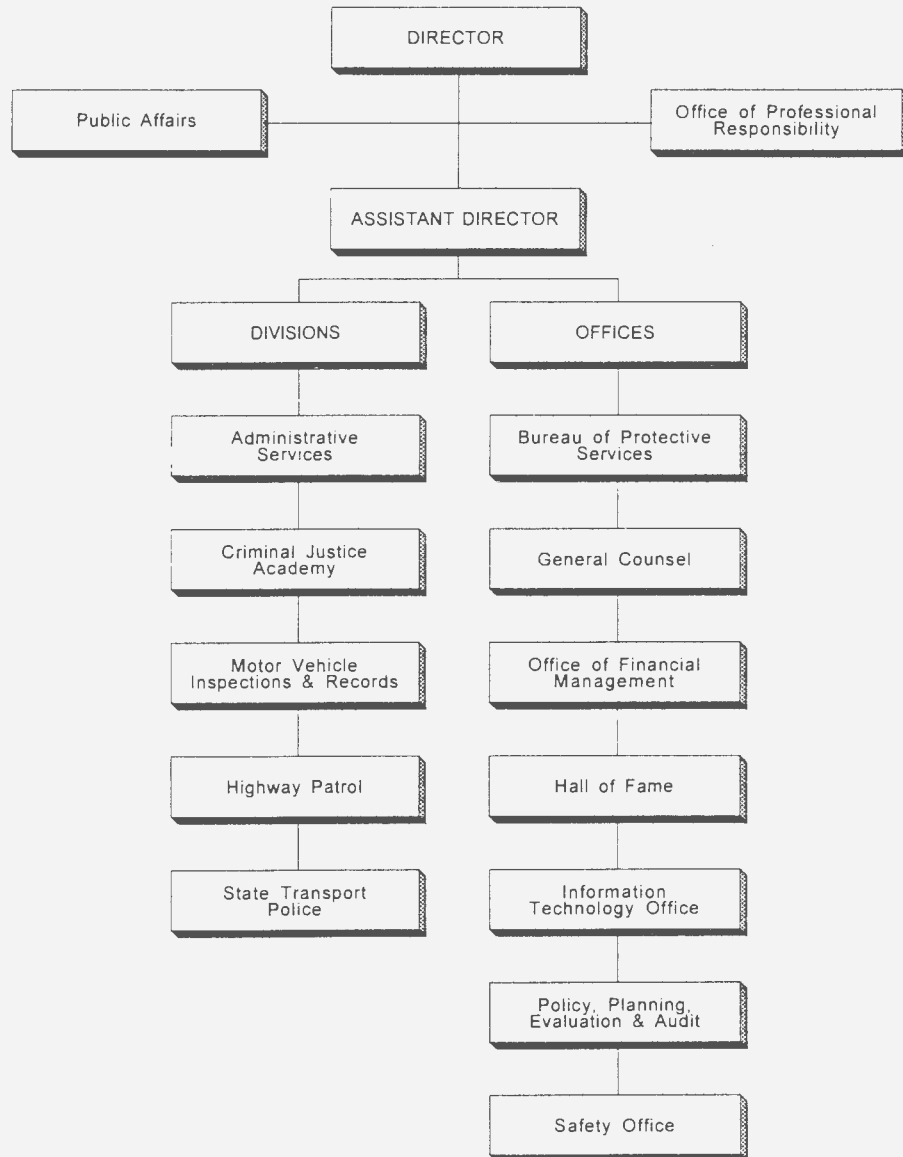 DIRECTOR
Public Affairs
Office of Professional
Responsibility
ASSISTANT DIRECTOR
DIVISIONS
OFFICES
Administrative
Services
Bureau of Protective
Services
Criminal Justice
Academy
General Counsel
Motor Vehicle
Inspections & Records
Office of Financial
Management
Highway Patrol
Hall of Fame
State Transport
Police
Information
Technology Office
Policy, Planning,
Evaluation & Audit
Safety Office